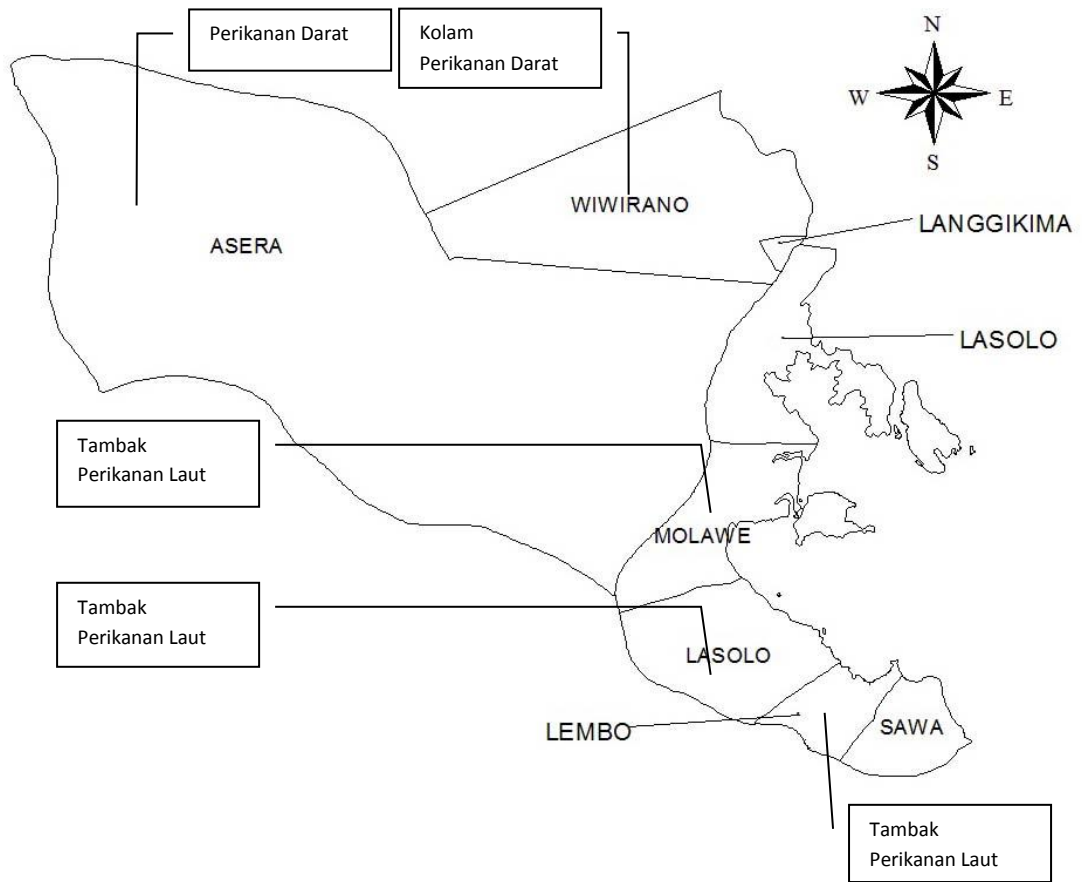 Perikanan Darat
Kolam
Perikanan Darat
N
W
E
S
WIWIRANO
LANGGIKIMA
ASERA
LASOLO
Tambak
Perikanan Laut
MOLAWE
Tambak
Perikanan Laut
LASOLO
LEMBO
SAWA
Tambak
Perikanan Laut